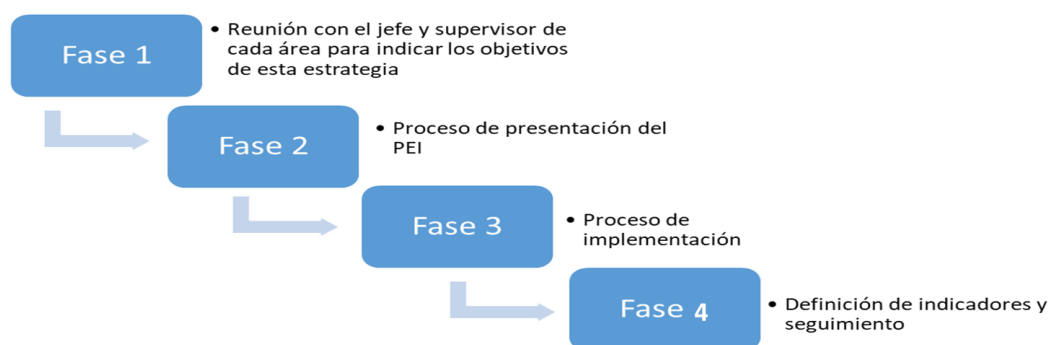 Fase 1
• Reunión con el jefe y supervisor de
cada área para indicar los objetivos
de esta estrategia
Fase 2
• Proceso de presentación del
PEI
Fase 3
• Proceso de
implementación
Fase 4
• Definición de indicadores y
seguimiento